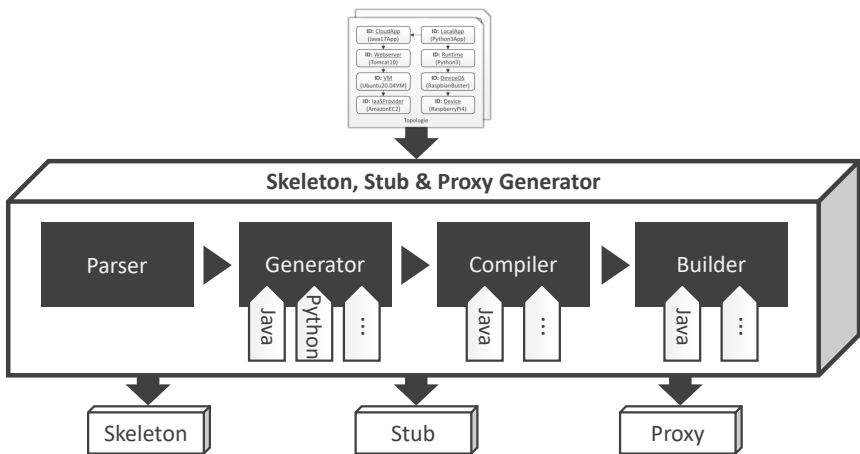 ID: CloudApp
(Java17App)
ID: LocalApp
(Python3App)
ID: Webserver
(Tomcat10)
ID: Runtime
(Python3)
ID: VM
(Ubuntu20.04VM)
ID: DeviceOS
(RaspbianBuster)
ID: IaaSProvider
(AmazonEC2)
ID: Device
(RaspberryPi4)
Topologie
Skeleton, Stub & Proxy Generator
Parser
Generator
Compiler
Builder
Java
Python
...
Java
...
Java
...
Skeleton
Stub
Proxy